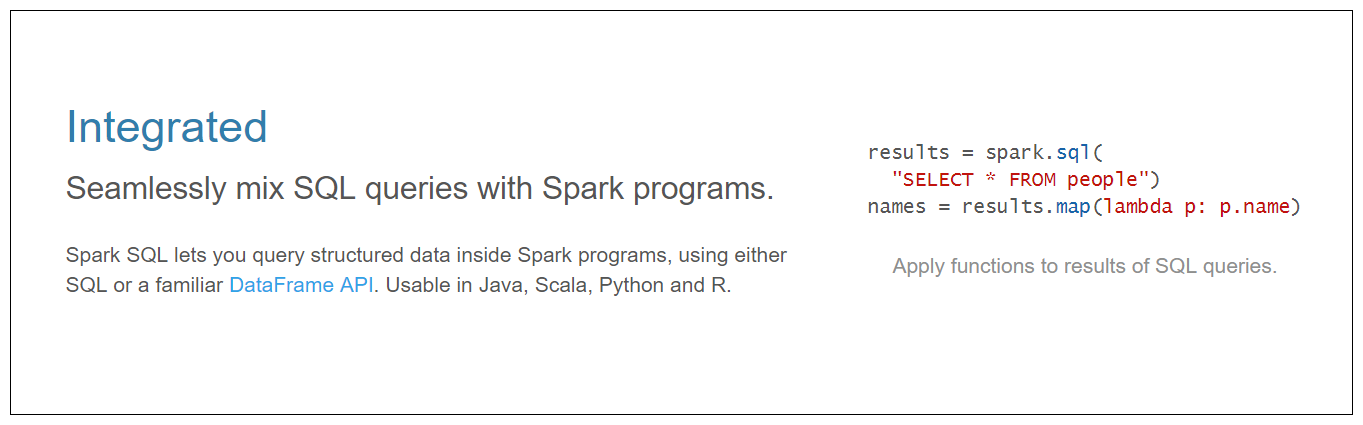 Integrated
Seamlessly mix SQL queries with Spark programs.
Spark SQL lets you query structured data inside Spark programs, using either
SQL or a familiar DataFrame API. Usable in Java, Scala, Python and R.
results = spark.sql(
  "SELECT * FROM people")
names = results.map(lambda p: p.name)
Apply functions to results of SQL queries.